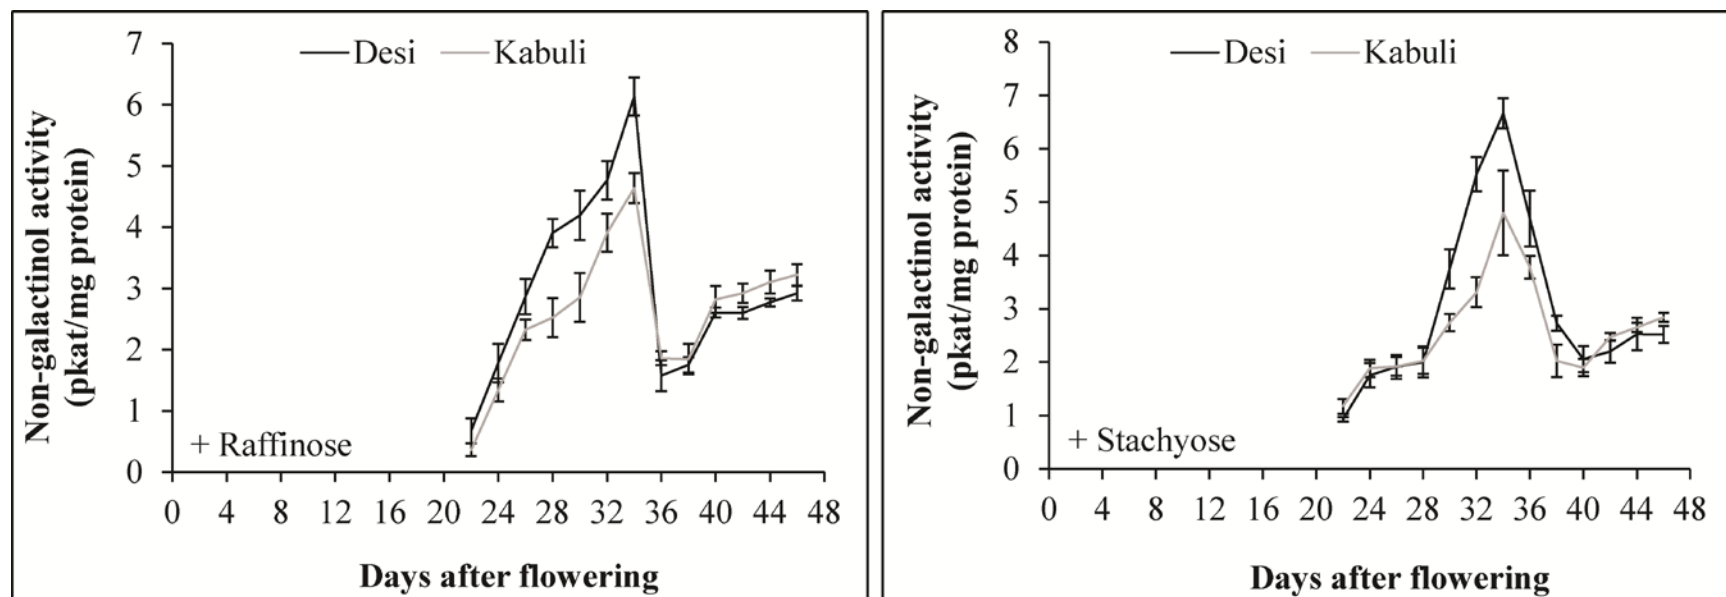 Desi
Kabuli
7
6
5
4
3
2
1
0
Non-galactinol activity
(pkat/mg protein)
+ Raffinose
0 4 8 12 16 20 24 28 32 36 40 44 48
Days after flowering
Desi
Kabuli
8
7
6
5
4
3
2
1
0
Non-galactinol activity
(pkat/mg protein)
+ Stachyose
0 4 8 12 16 20 24 28 32 36 40 44 48
Days after flowering